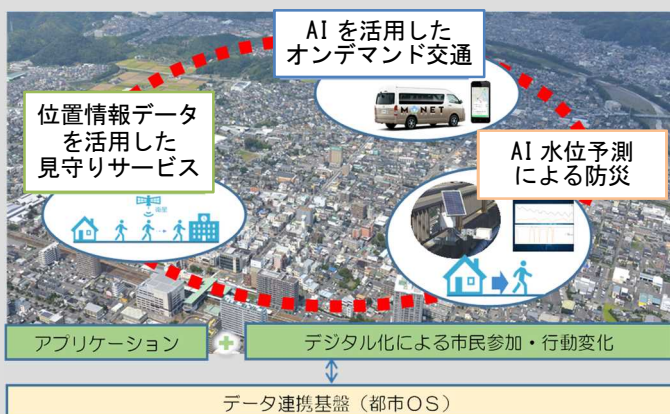 AI を活用した
オンデマンド交通
MONET
位置情報データ
を活用した
見守りサービス
衛星
AI 水位予測
による防災
アプリケーション
デジタル化による市民参加・行動変化
データ連携基盤（都市OS）